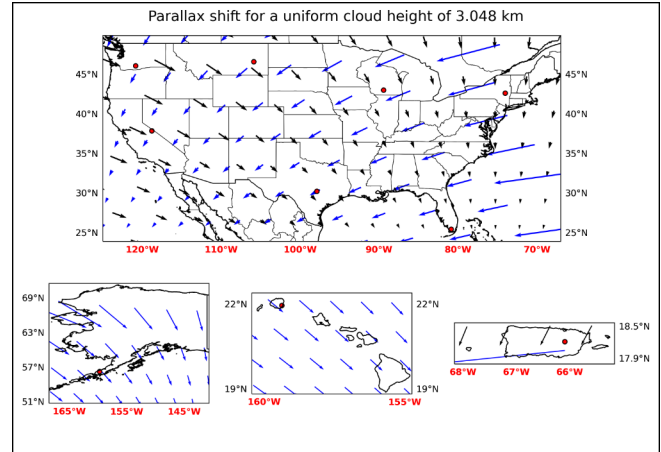 Parallax shift for a uniform cloud height of 3.048 km
45°N 45°N
40°N 40°N
35°N 35°N
30°N 30°N
25°N 25°N
120°W 110°W 100°W 90°W 80°W 70°W
69°N
63°N
57°N
51°N
165°W 155°W 145°W
22°N 22°N
19°N 19°N
160°W 155°W
18.5°N
17.9°N
68°W 67°W 66°W